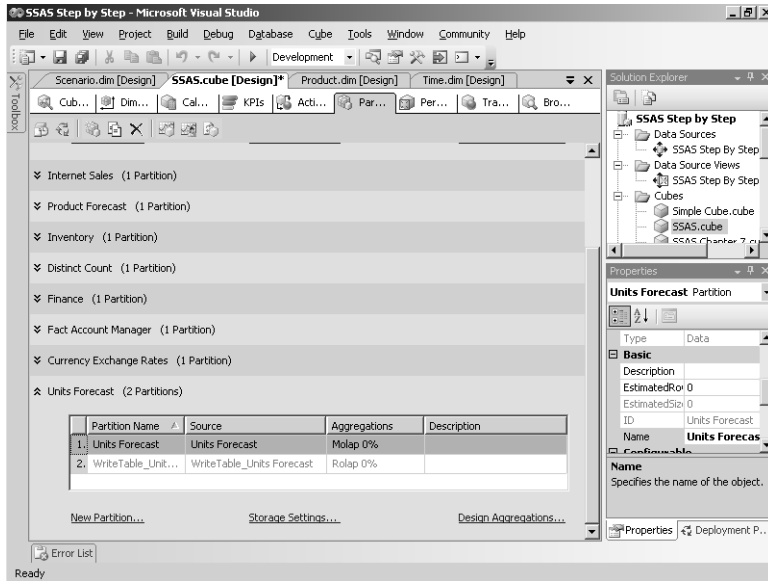 SSAS Step by Step - Microsoft Visual Studio
File Edit View Project Build Debug Database Cube Tools Window Community Help
Development
Toolbox
Scenario.dim [Design] SSAS.cube [Design]* Product.dim [Design] Time.dim [Design]
Cub... Dim... Cal... KPIs Acti... Par... Per... Tra... Bro...
Internet Sales (1 Partition)
Product Forecast (1 Partition)
Inventory (1 Partition)
Distinct Count (1 Partition)
Finance (1 Partition)
Fact Account Manager (1 Partition)
Currency Exchange Rates (1 Partition)
Units Forecast (2 Partitions)
Partition Name Source Aggregations Description
1. Units Forecast Units Forecast Molap 0%
2. WriteTable_Unit... WriteTable_Units Forecast Rolap 0%
New Partition... Storage Settings... Design Aggregations...
Error List
Ready
Solution Explorer
SSAS Step by Step
Data Sources
SSAS Step By Step
Data Source Views
SSAS Step By Step
Cubes
Simple Cube.cube
SSAS.cube
SSAS Chapter 7.cu
Properties
Units Forecast Partition
Type Data
Basic
Description
EstimatedRo 0
EstimatedSiz 0
ID Units Forecast
Name Units Forecas
Configurable
Name
Specifies the name of the object.
Properties Deployment P...